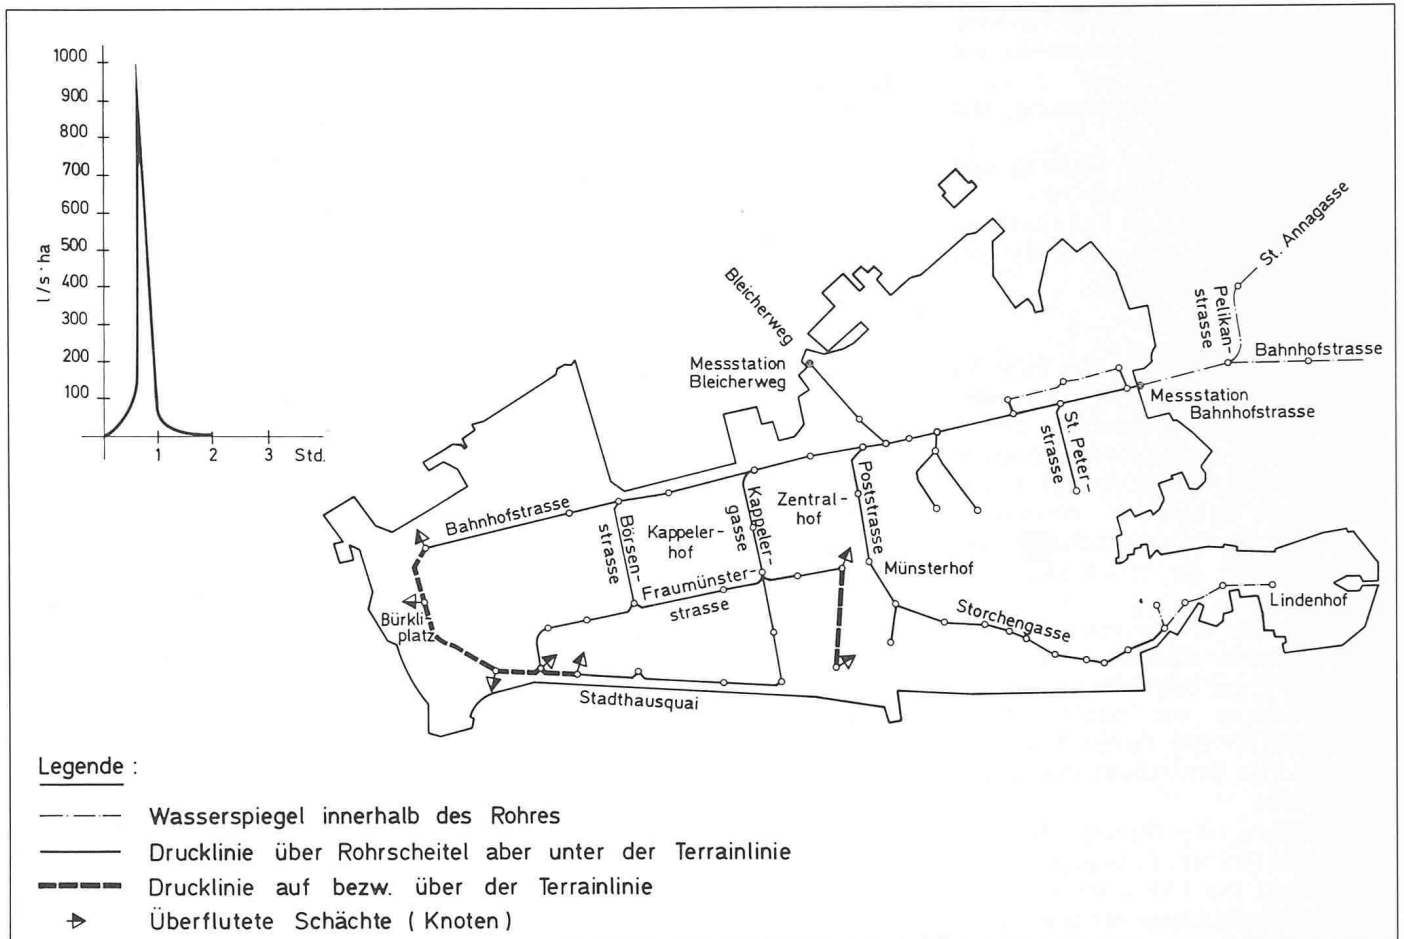 1000
900
800
700
600
500
400
300
200
100
l/s·ha
1
2
3
Std.
St. Annagasse
Pelikan-
strasse
Bahnhofstrasse
Bleicherweg
Messstation
Bleicherweg
Messstation
Bahnhofstrasse
St. Peter-
strasse
Poststrasse
Zentral-
hof
Kappeler-
gasse
Kappeler-
hof
Börsen-
strasse
Bahnhofstrasse
Fraumünster-
strasse
Münsterhof
Storchengasse
Lindenhof
Bürkli
platz
Stadthausquai
Legende :
Wasserspiegel innerhalb des Rohres
Drucklinie über Rohrscheitel aber unter der Terrainlinie
Drucklinie auf bezw. über der Terrainlinie
Überflutete Schächte ( Knoten )